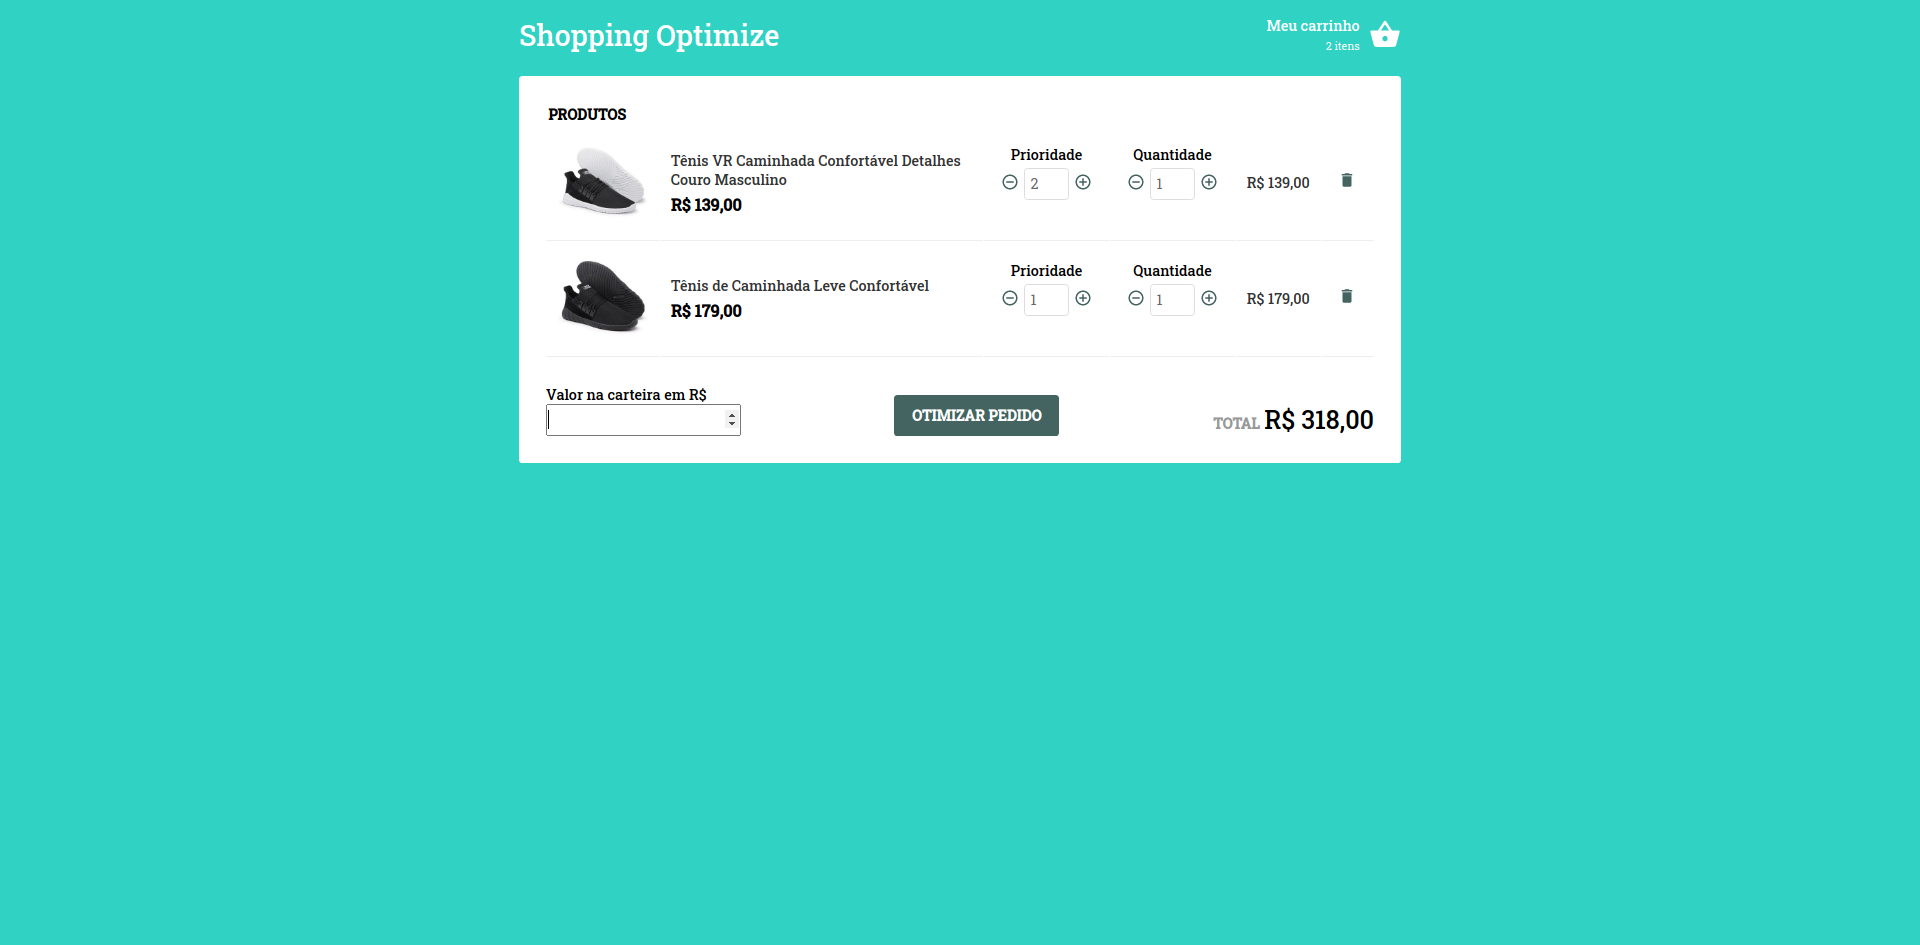 Shopping Optimize
Meu carrinho
2 itens
PRODUTOS
Tênis VR Caminhada Confortável Detalhes
Couro Masculino
R$ 139,00
Prioridade
2
Quantidade
1
R$ 139,00
Tênis de Caminhada Leve Confortável
R$ 179,00
Prioridade
1
Quantidade
1
R$ 179,00
Valor na carteira em R$
OTIMIZAR PEDIDO
TOTAL R$ 318,00